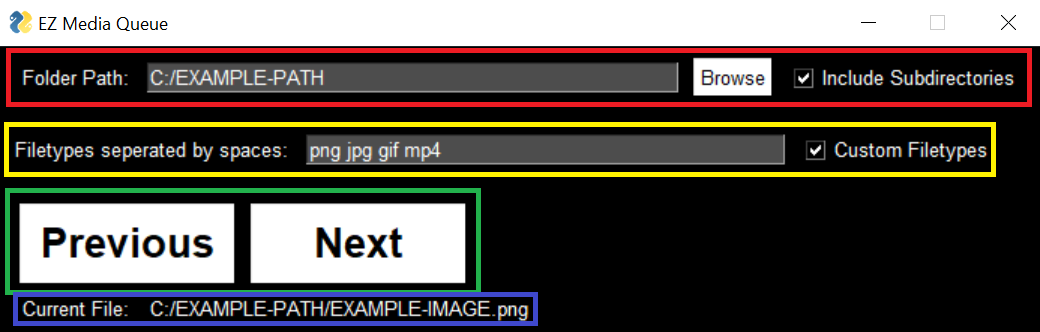 EZ Media Queue
Folder Path: C:/EXAMPLE-PATH Browse Include Subdirectories
Filetypes seperated by spaces: png jpg gif mp4 Custom Filetypes
Previous Next
Current File: C:/EXAMPLE-PATH/EXAMPLE-IMAGE.png